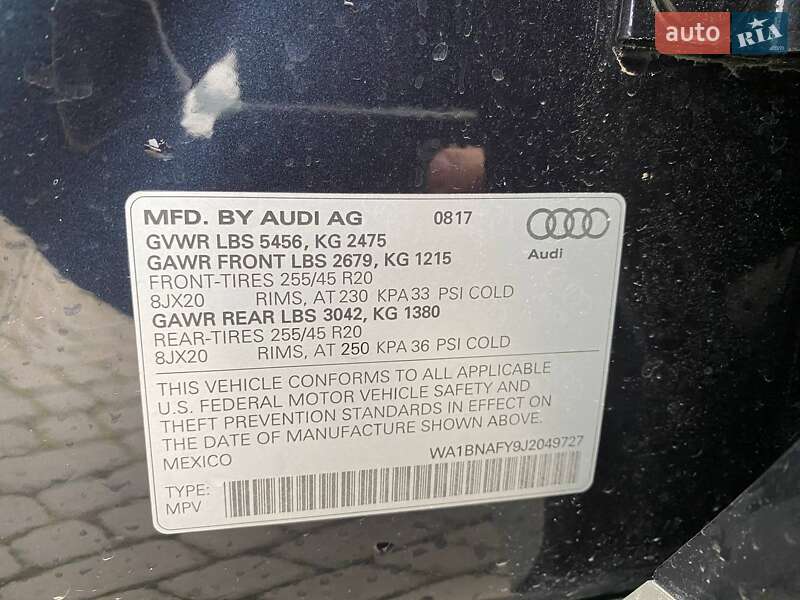 auto RIA .com
MFD. BY AUDI AG 0817
GVWR LBS 5456, KG 2475
GAWR FRONT LBS 2679, KG 1215
Audi
FRONT-TIRES 255/45 R20
8JX20 RIMS, AT 230 KPA 33 PSI COLD
GAWR REAR LBS 3042, KG 1380
REAR-TIRES 255/45 R20
8JX20 RIMS, AT 250 KPA 36 PSI COLD
THIS VEHICLE CONFORMS TO ALL APPLICABLE
U.S. FEDERAL MOTOR VEHICLE SAFETY AND
THEFT PREVENTION STANDARDS IN EFFECT ON
THE DATE OF MANUFACTURE SHOWN ABOVE.
MEXICO WA1BNAFY9J2049727
TYPE:
MPV